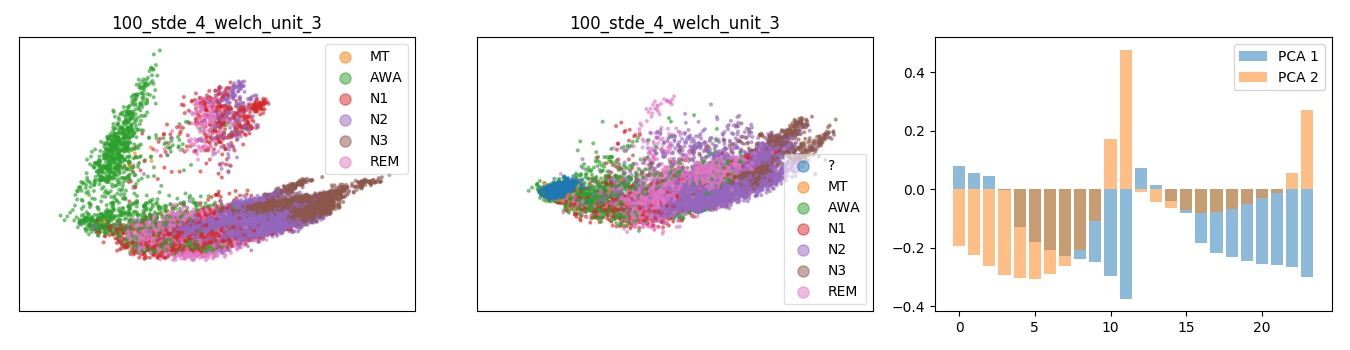 100_stde_4_welch_unit_3
MT
AWA
N1
N2
N3
REM
100_stde_4_welch_unit_3
?
MT
AWA
N1
N2
N3
REM
PCA 1
PCA 2
0.4
0.2
0.0
−0.2
−0.4
0 5 10 15 20